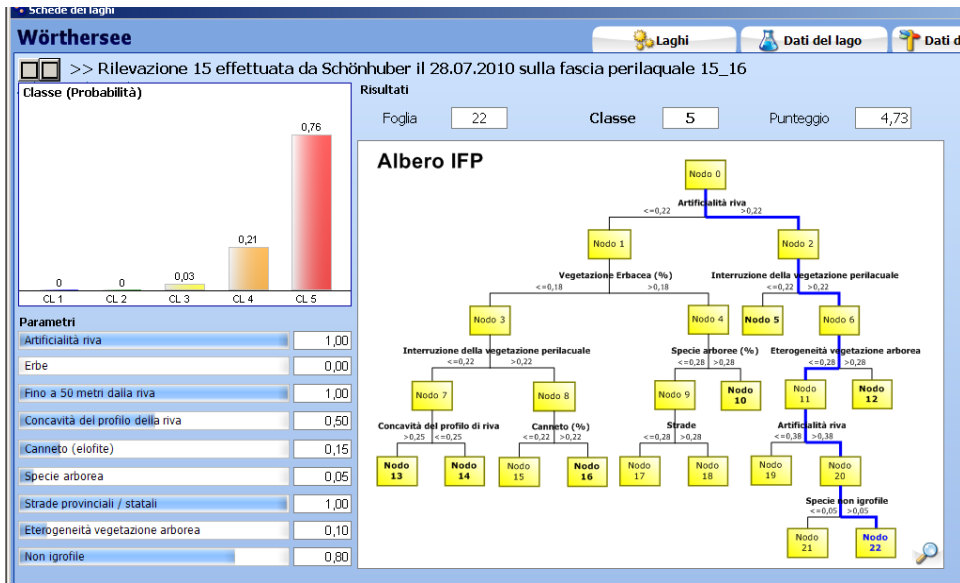 Schede dei laghi
Wörthersee
Laghi
Dati del lago
Dati d
>> Rilevazione 15 effettuata da Schönhuber il 28.07.2010 sulla fascia perilaquale 15_16
Classe (Probabilità)
0 0 0,03 0,21 0,76
CL 1 CL 2 CL 3 CL 4 CL 5
Parametri
Artificialità riva 1,00
Erbe 0,00
Fino a 50 metri dalla riva 1,00
Concavità del profilo della riva 0,50
Canneto (elofite) 0,15
Specie arborea 0,05
Strade provinciali / statali 1,00
Eterogeneità vegetazione arborea 0,10
Non igrofile 0,80
Risultati
Foglia 22 Classe 5 Punteggio 4,73
Albero IFP
Nodo 0
Artificialità riva
<=0,22 >0,22
Nodo 1 Nodo 2
Vegetazione Erbacea (%) Interruzione della vegetazione perilacuale
<=0,18 >0,18 <=0,22 >0,22
Nodo 3 Nodo 4 Nodo 5 Nodo 6
Interruzione della vegetazione perilacuale Specie arboree (%) Eterogeneità vegetazione arborea
<=0,22 >0,22 <=0,28 >0,28 <=0,28 >0,28
Nodo 7 Nodo 8 Nodo 9 Nodo 10 Nodo 11 Nodo 12
Concavità del profilo di riva Canneto (%) Strade Artificialità riva
>0,25 <=0,25 <=0,22 >0,22 <=0,28 >0,28 <=0,38 >0,38
Nodo 13 Nodo 14 Nodo 15 Nodo 16 Nodo 17 Nodo 18 Nodo 19 Nodo 20
Specie non igrofile
<=0,05 >0,05
Nodo 21 Nodo 22